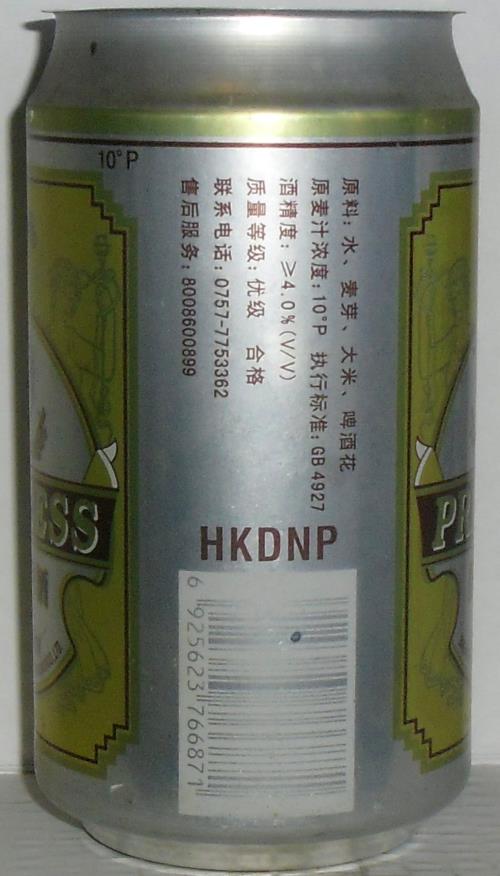 10°P
原料: 水、麦芽、大米、啤酒花
原麦汁浓度: 10°P 执行标准: GB 4927
酒精度: ≥4.0%(V/V)
质量等级: 优级 合格
联系电话: 0757-7753362
售后服务: 8008600899
HKDNP
6 925623 766871
ESS
PR